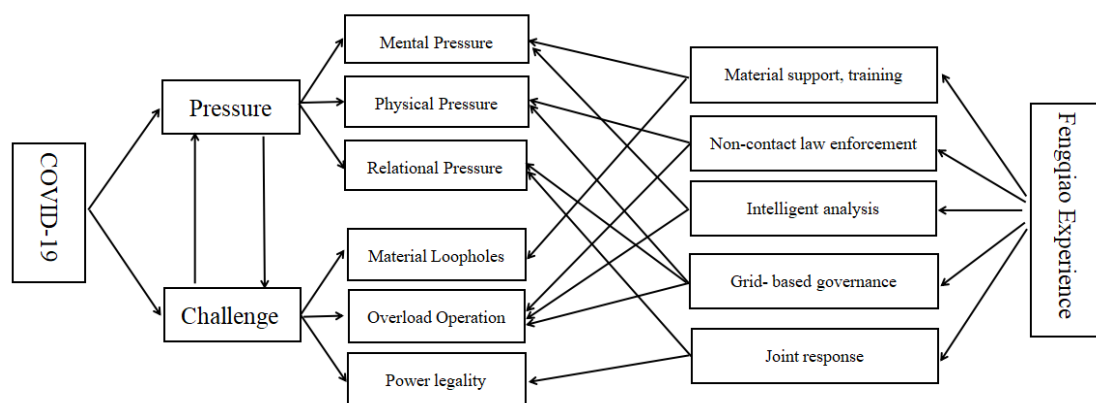 COVID-19
Pressure
Challenge
Mental Pressure
Physical Pressure
Relational Pressure
Material Loopholes
Overload Operation
Power legality
Material support, training
Non-contact law enforcement
Intelligent analysis
Grid- based governance
Joint response
Fengqiao Experience